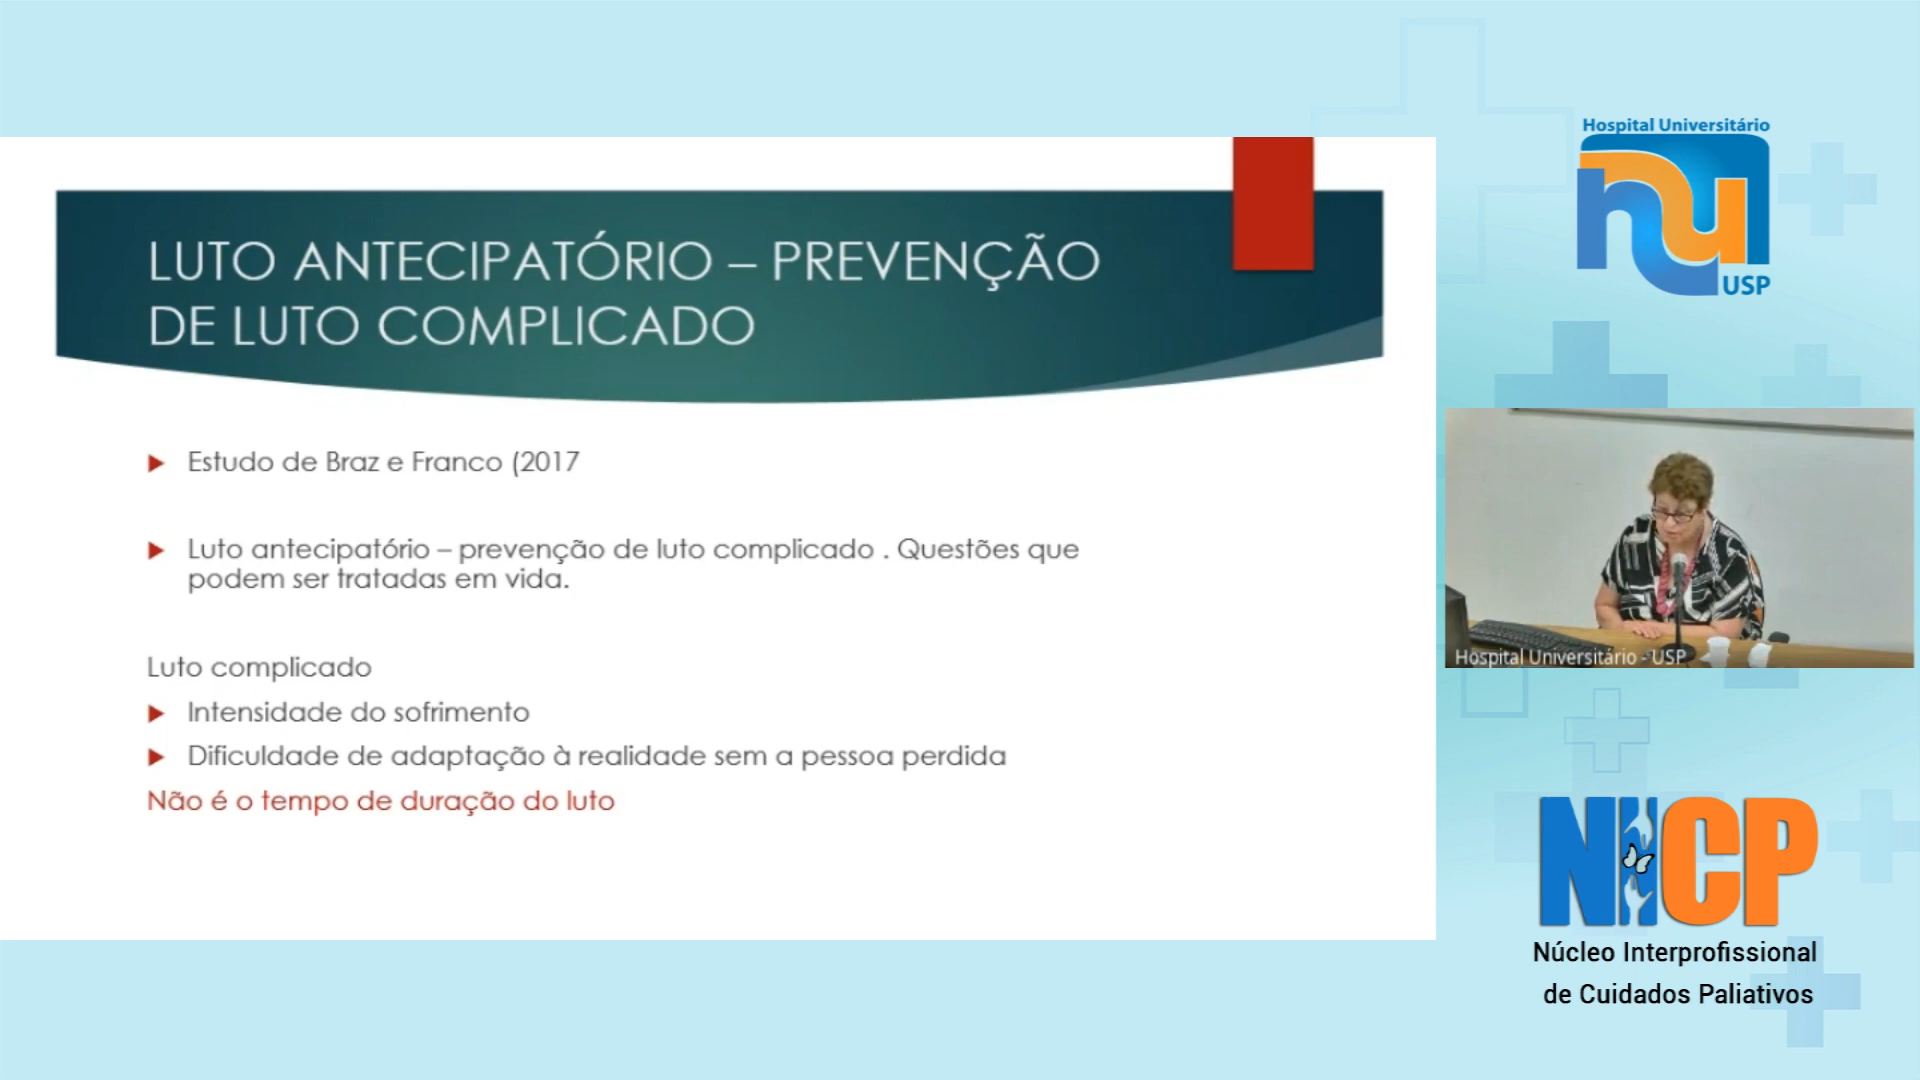 LUTO ANTECIPATÓRIO – PREVENÇÃO
DE LUTO COMPLICADO
Estudo de Braz e Franco (2017
Luto antecipatório – prevenção de luto complicado . Questões que
podem ser tratadas em vida.
Luto complicado
Intensidade do sofrimento
Dificuldade de adaptação à realidade sem a pessoa perdida
Não é o tempo de duração do luto
Hospital Universitário
hu
USP
Hospital Universitário - USP
NICP
Núcleo Interprofissional
de Cuidados Paliativos